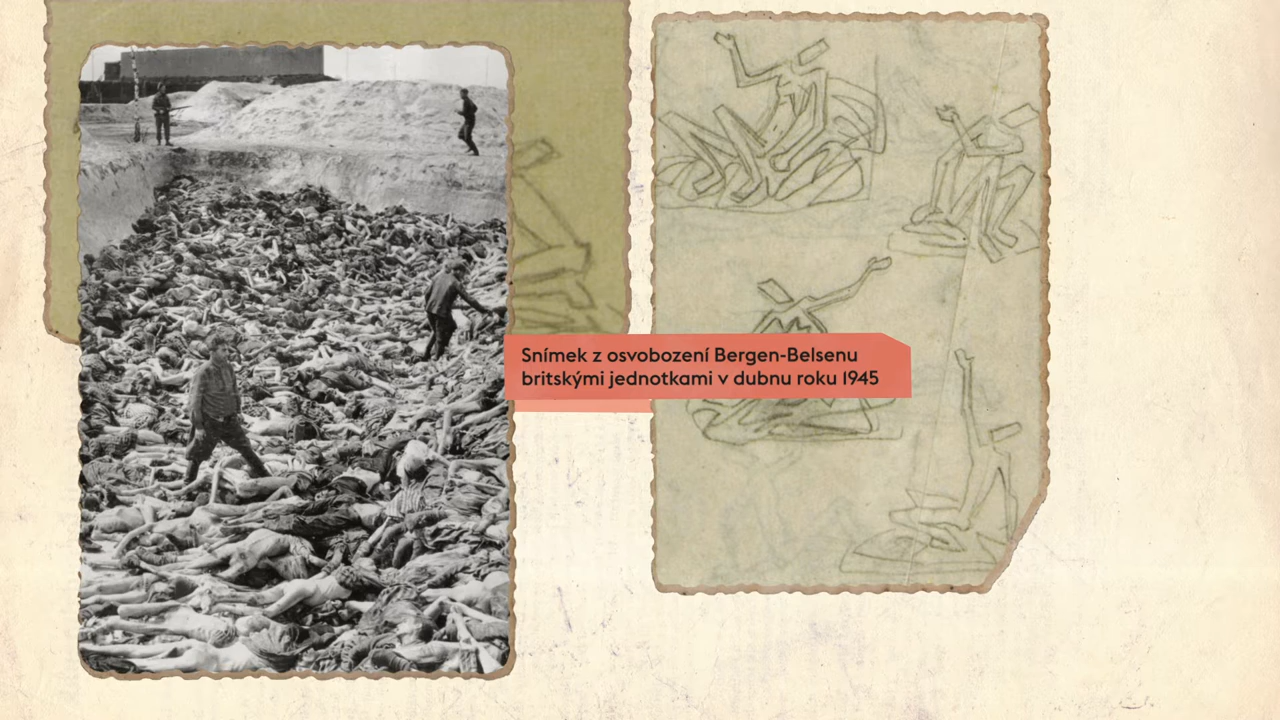 Snímek z osvobození Bergen-Belsenu
britskými jednotkami v dubnu roku 1945